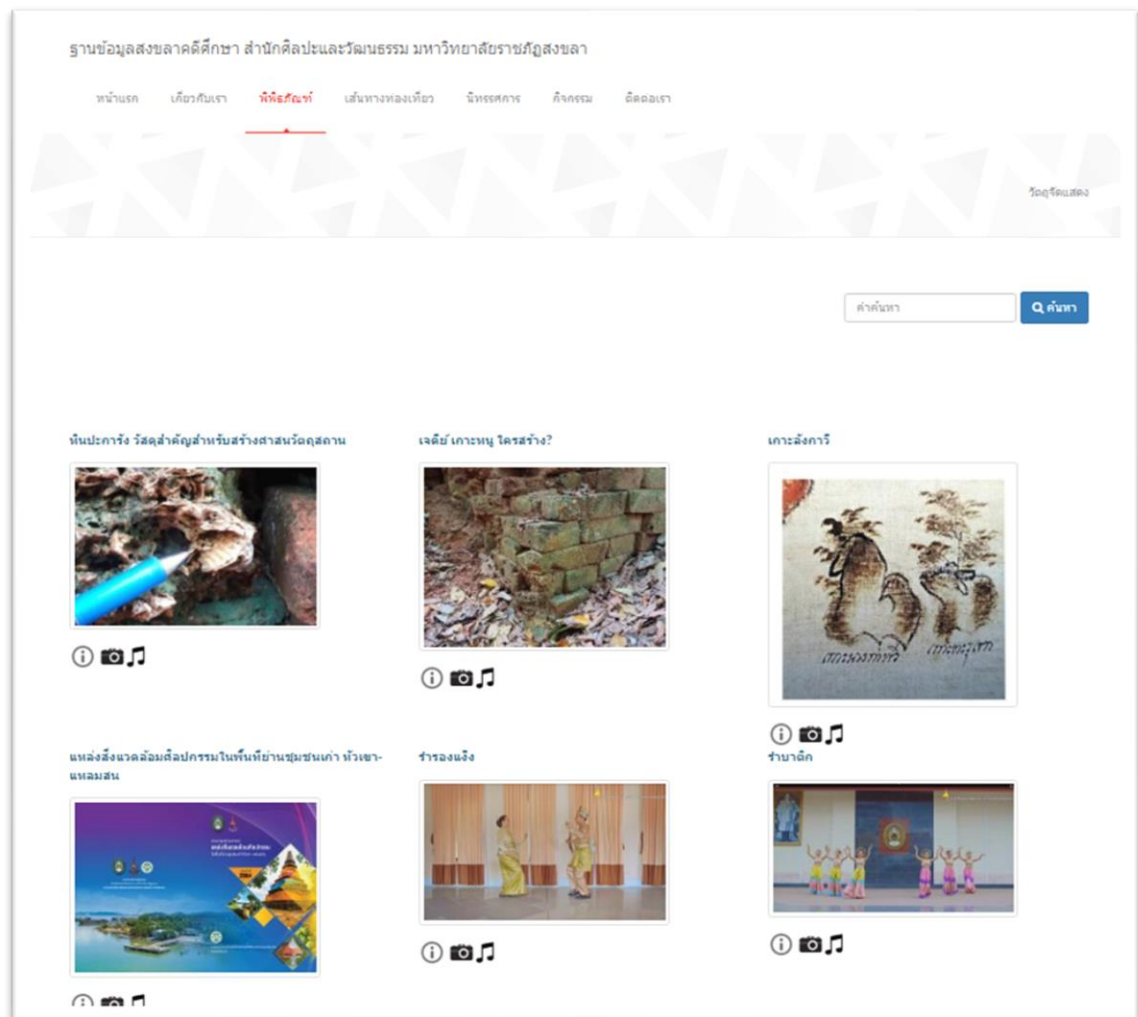 ฐานข้อมูลสงขลาคดีศึกษา สำนักศิลปะและวัฒนธรรม มหาวิทยาลัยราชภัฏสงขลา
หน้าแรก เกี่ยวกับเรา พิพิธภัณฑ์ เส้นทางท่องเที่ยว นิทรรศการ กิจกรรม ติดต่อเรา
วัตถุจัดแสดง
คำค้นหา ค้นหา
หินปะการัง วัสดุสำคัญสำหรับสร้างศาสนวัตถุสถาน เจดีย์ เกาะหนู ใครสร้าง? เกาะลังกาวี
แหล่งสิ่งแวดล้อมศิลปกรรมในพื้นที่ย่านชุมชนเก่า หัวเขา- รำรองแง็ง รำบาติก
แหลมสน